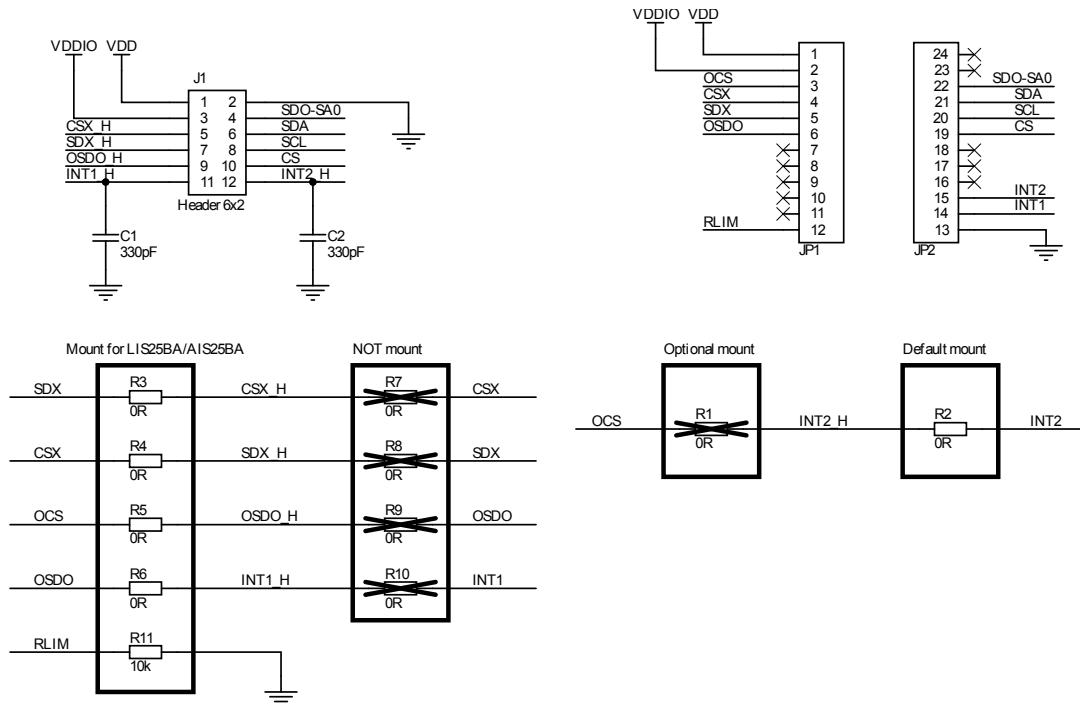 VDDIO VDD
J1
1 2
3 4 SDO-SA0
CSX_H 5 6 SDA
SDX_H 7 8 SCL
OSDO_H 9 10 CS
INT1_H 11 12 INT2_H
Header 6x2
C1
330pF
C2
330pF
VDDIO VDD
1
2
OCS 3
CSX 4
SDX 5
OSDO 6
7
8
9
10
11
RLIM 12
JP1
24
23
22 SDO-SA0
21 SDA
20 SCL
19 CS
18
17
16
15 INT2
14 INT1
13
JP2
Mount for LIS25BA/AIS25BA
NOT mount
SDX R3 CSX_H R7 CSX
0R 0R
CSX R4 SDX_H R8 SDX
0R 0R
OCS R5 OSDO_H R9 OSDO
0R 0R
OSDO R6 INT1_H R10 INT1
0R 0R
RLIM R11
10k
Optional mount
Default mount
OCS R1 INT2_H R2 INT2
0R 0R